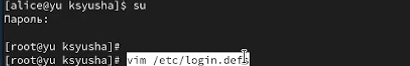 [alice@yu ksyusha]$ su
Пароль:
[root@yu ksyusha]#
[root@yu ksyusha]# vim /etc/login.defs